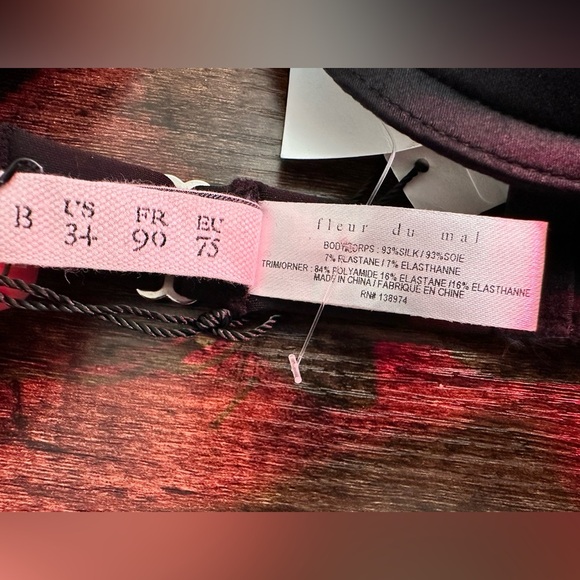 B US FR EU
34 90 75
fleur du mal
BODY/CORPS : 93%SILK / 93%SOIE
7% ELASTANE / 7% ELASTHANNE
TRIM/ORNER : 84% POLYAMIDE 16% ELASTANE /16% ELASTHANNE
MADE IN CHINA / FABRIQUE EN CHINE
RN# 138974